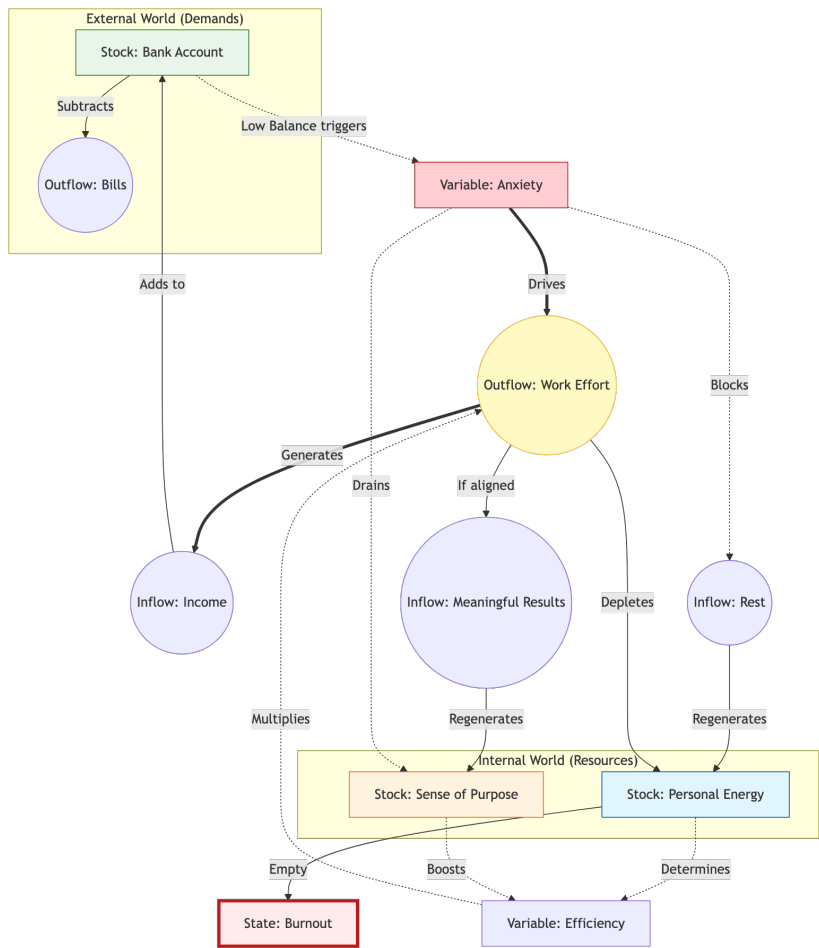 External World (Demands)
Stock: Bank Account
Subtracts
Low Balance triggers
Outflow: Bills
Variable: Anxiety
Adds to
Drives
Outflow: Work Effort
Blocks
Generates
Drains
If aligned
Inflow: Income
Inflow: Meaningful Results
Depletes
Inflow: Rest
Multiplies
Regenerates
Regenerates
Internal World (Resources)
Stock: Sense of Purpose
Stock: Personal Energy
Empty
Boosts
Determines
State: Burnout
Variable: Efficiency